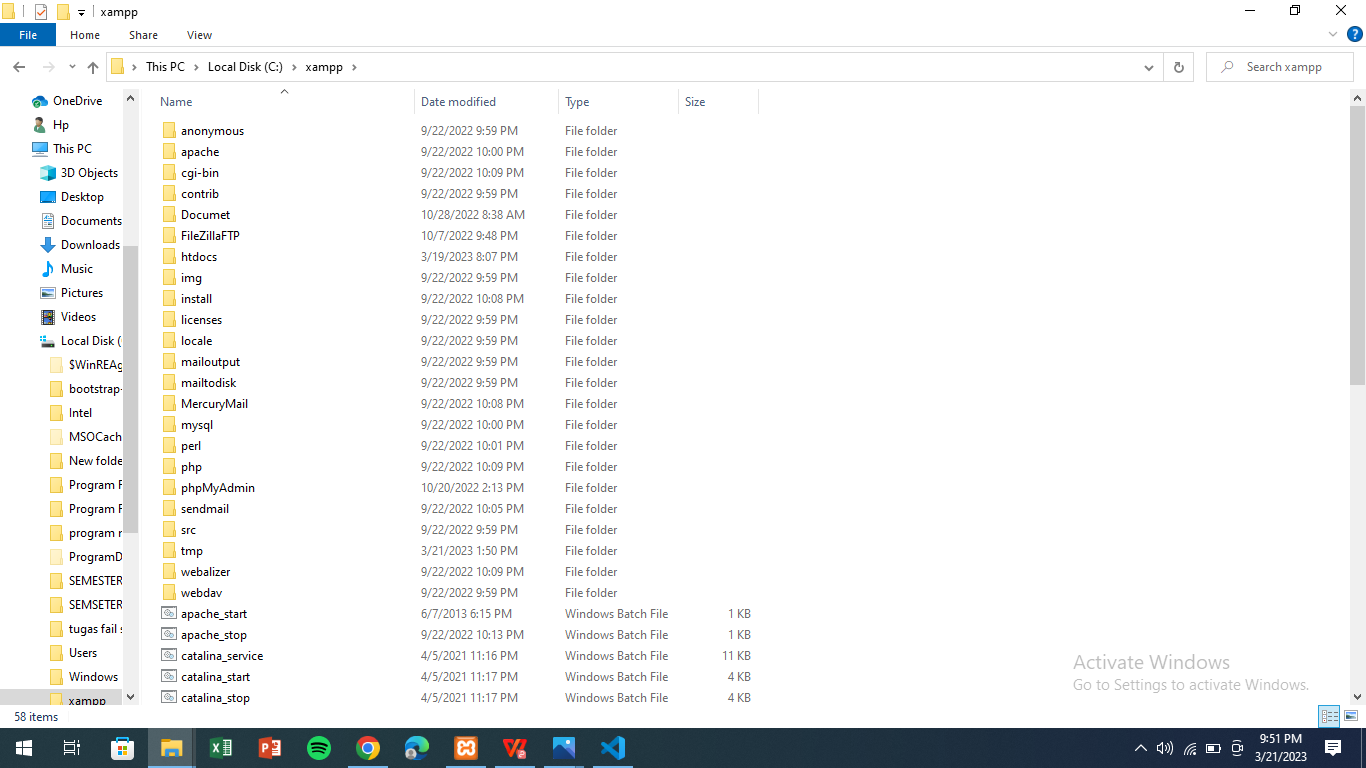 xampp
File Home Share View
This PC Local Disk (C:) xampp Search xampp
Name Date modified Type Size
anonymous 9/22/2022 9:59 PM File folder
apache 9/22/2022 10:00 PM File folder
cgi-bin 9/22/2022 10:09 PM File folder
contrib 9/22/2022 9:59 PM File folder
Documet 10/28/2022 8:38 AM File folder
FileZillaFTP 10/7/2022 9:48 PM File folder
htdocs 3/19/2023 8:07 PM File folder
img 9/22/2022 9:59 PM File folder
install 9/22/2022 10:08 PM File folder
licenses 9/22/2022 9:59 PM File folder
locale 9/22/2022 9:59 PM File folder
mailoutput 9/22/2022 9:59 PM File folder
mailtodisk 9/22/2022 9:59 PM File folder
MercuryMail 9/22/2022 10:08 PM File folder
mysql 9/22/2022 10:00 PM File folder
perl 9/22/2022 10:01 PM File folder
php 9/22/2022 10:09 PM File folder
phpMyAdmin 10/20/2022 2:13 PM File folder
sendmail 9/22/2022 10:05 PM File folder
src 9/22/2022 9:59 PM File folder
tmp 3/21/2023 1:50 PM File folder
webalizer 9/22/2022 10:09 PM File folder
webdav 9/22/2022 9:59 PM File folder
apache_start 6/7/2013 6:15 PM Windows Batch File 1 KB
apache_stop 9/22/2022 10:13 PM Windows Batch File 1 KB
catalina_service 4/5/2021 11:16 PM Windows Batch File 11 KB
catalina_start 4/5/2021 11:17 PM Windows Batch File 4 KB
catalina_stop 4/5/2021 11:17 PM Windows Batch File 4 KB
OneDrive
Hp
This PC
3D Objects
Desktop
Documents
Downloads
Music
Pictures
Videos
Local Disk (
$WinREAg
bootstrap-
Intel
MSOCach
New folde
Program F
Program F
program r
ProgramD
SEMESTER
SEMSETER
tugas fail s
Users
Windows
xampp
Activate Windows
Go to Settings to activate Windows.
58 items
9:51 PM
3/21/2023